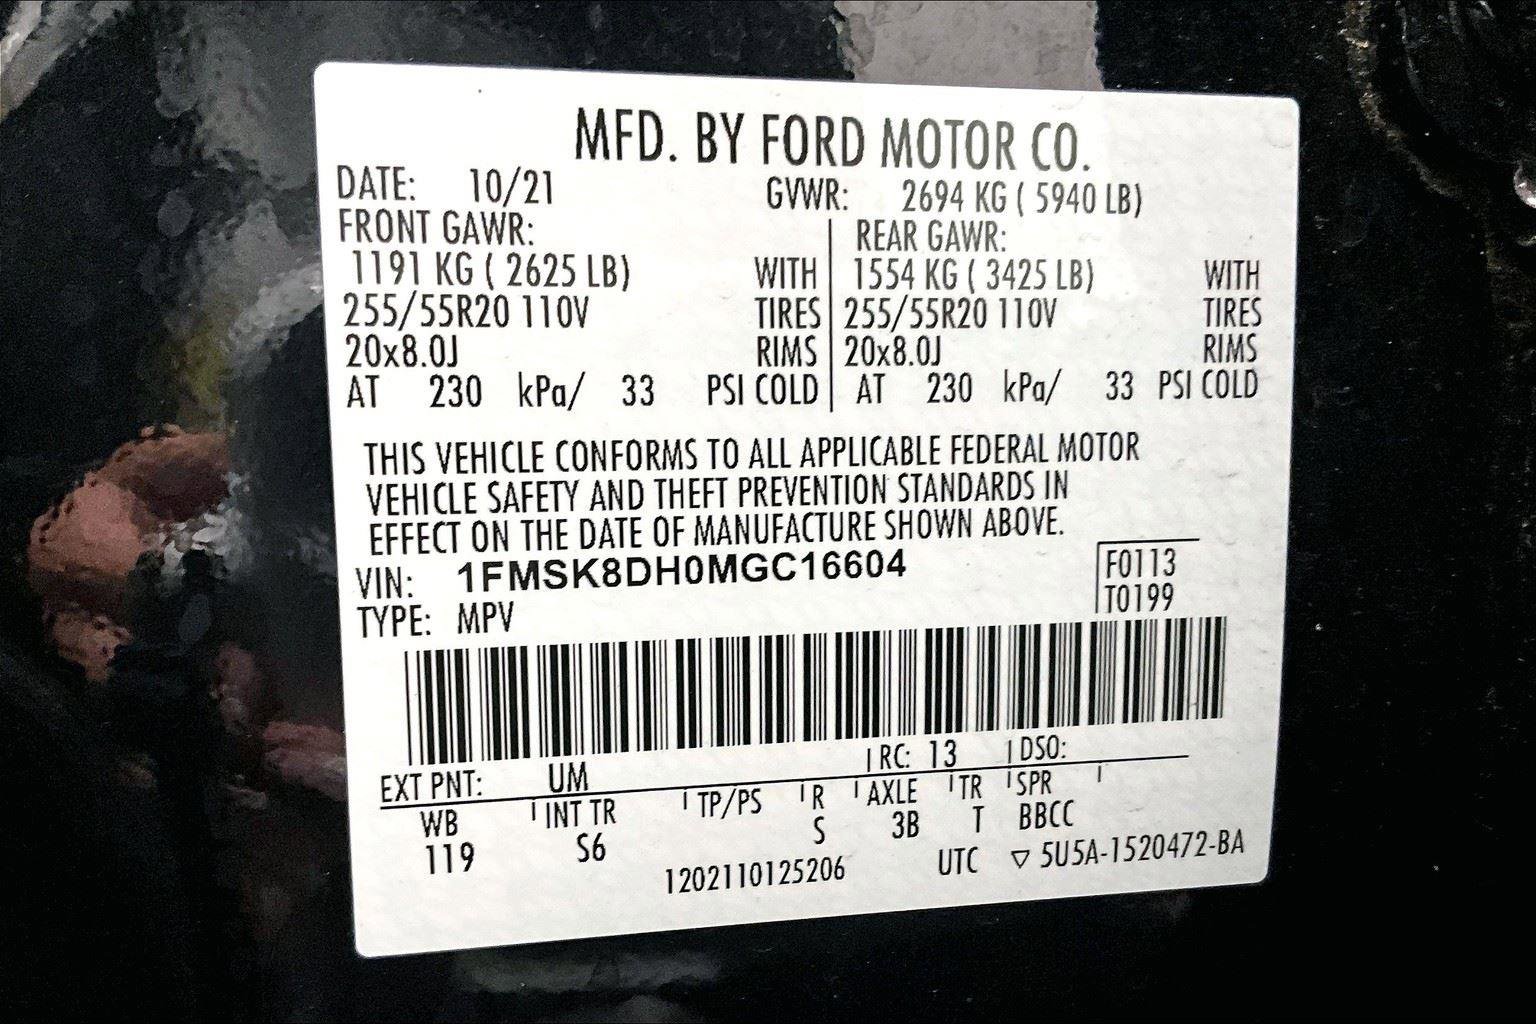 MFD. BY FORD MOTOR CO.
DATE: 10/21 GVWR: 2694 KG ( 5940 LB)
FRONT GAWR: REAR GAWR:
1191 KG ( 2625 LB) WITH 1554 KG ( 3425 LB) WITH
255/55R20 110V TIRES 255/55R20 110V TIRES
20x8.0J RIMS 20x8.0J RIMS
AT 230 kPa/ 33 PSI COLD AT 230 kPa/ 33 PSI COLD
THIS VEHICLE CONFORMS TO ALL APPLICABLE FEDERAL MOTOR
VEHICLE SAFETY AND THEFT PREVENTION STANDARDS IN
EFFECT ON THE DATE OF MANUFACTURE SHOWN ABOVE.
VIN: 1FMSK8DH0MGC16604 F0113
TYPE: MPV T0199
EXT PNT: UM RC: 13 DSO:
WB INT TR TP/PS R AXLE TR SPR
119 S6 S 3B T BBCC
1202110125206 UTC ▽ 5U5A-1520472-BA